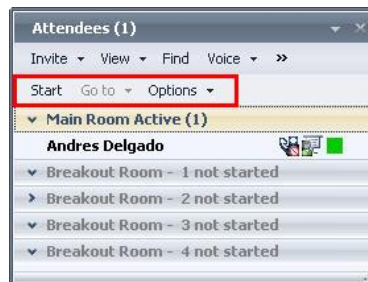 Attendees (1)
Invite View Find Voice »
Start Go to Options
Main Room Active (1)
Andres Delgado
Breakout Room - 1 not started
Breakout Room - 2 not started
Breakout Room - 3 not started
Breakout Room - 4 not started